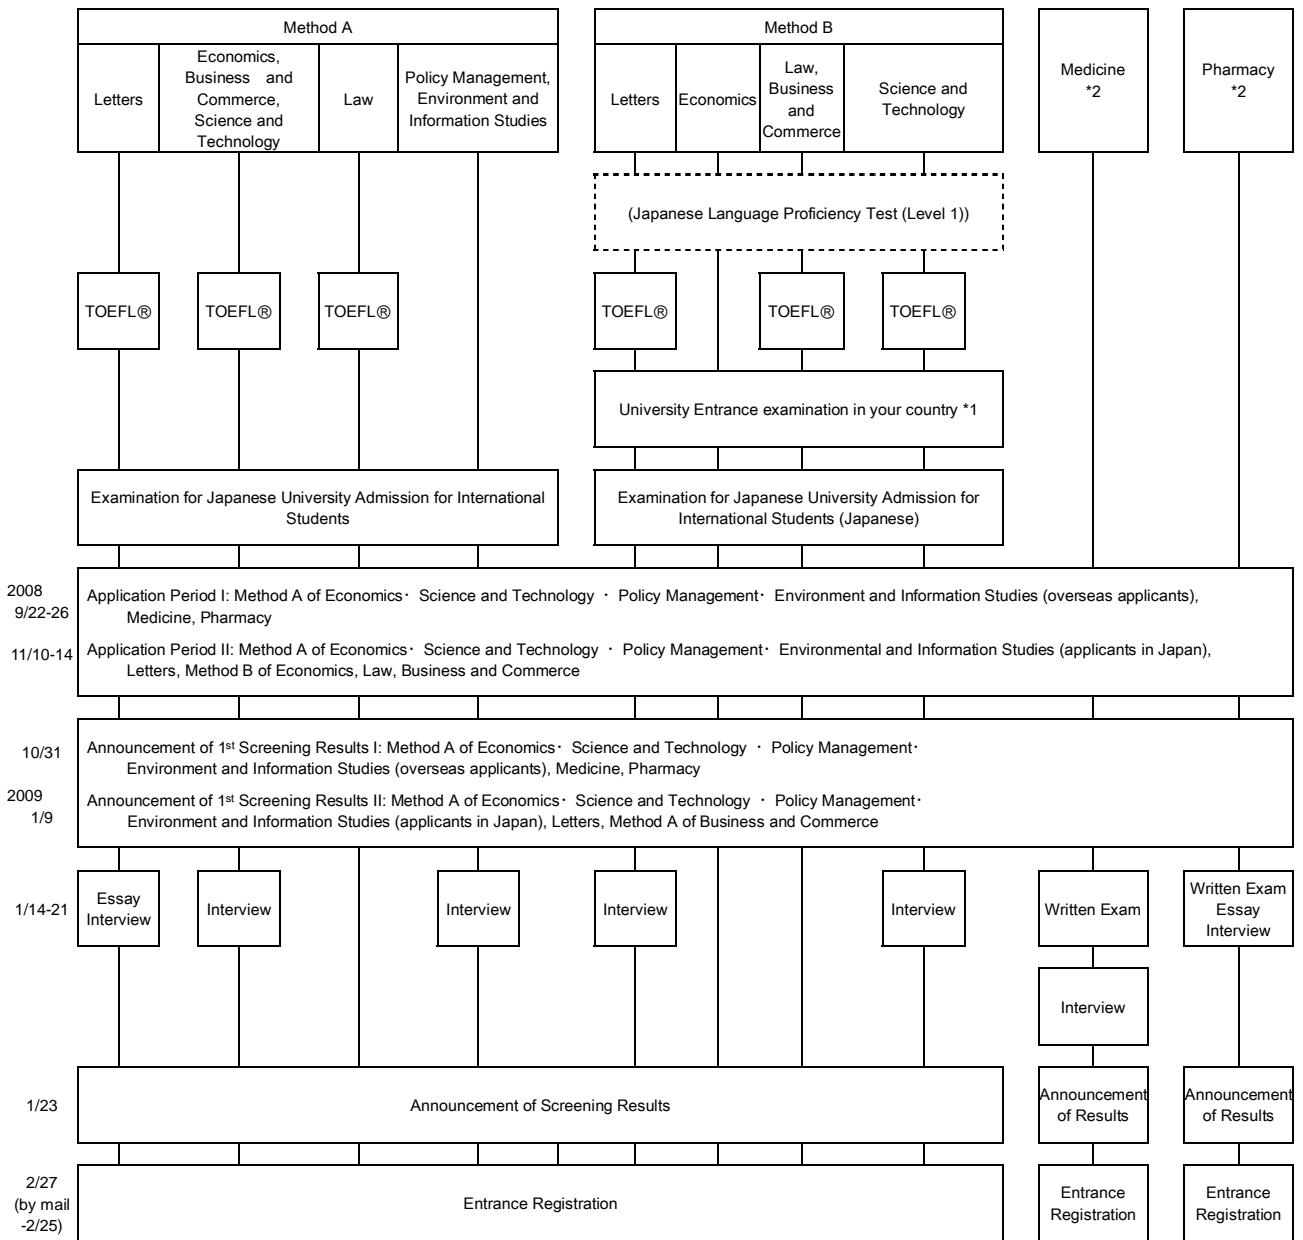 Method A
Method B
Letters
Economics,
Business and
Commerce,
Science and
Technology
Law
Policy Management,
Environment and
Information Studies
Letters
Economics
Law,
Business
and
Commerce
Science and
Technology
Medicine
*2
Pharmacy
*2
(Japanese Language Proficiency Test (Level 1))
TOEFL®
TOEFL®
TOEFL®
TOEFL®
TOEFL®
TOEFL®
University Entrance examination in your country *1
Examination for Japanese University Admission for International
Students
Examination for Japanese University Admission for
International Students (Japanese)
2008
9/22-26
Application Period I: Method A of Economics・ Science and Technology ・ Policy Management・ Environment and Information Studies (overseas applicants),
Medicine, Pharmacy
11/10-14
Application Period II: Method A of Economics・ Science and Technology ・ Policy Management・ Environmental and Information Studies (applicants in Japan),
Letters, Method B of Economics, Law, Business and Commerce
10/31
Announcement of 1st Screening Results I: Method A of Economics・ Science and Technology ・ Policy Management・
Environment and Information Studies (overseas applicants), Medicine, Pharmacy
2009
1/9
Announcement of 1st Screening Results II: Method A of Economics・ Science and Technology ・ Policy Management・
Environment and Information Studies (applicants in Japan), Letters, Method A of Business and Commerce
1/14-21
Essay
Interview
Interview
Interview
Interview
Interview
Written Exam
Written Exam
Essay
Interview
Interview
1/23
Announcement of Screening Results
Announcement
of Results
Announcement
of Results
2/27
(by mail
-2/25)
Entrance Registration
Entrance
Registration
Entrance
Registration